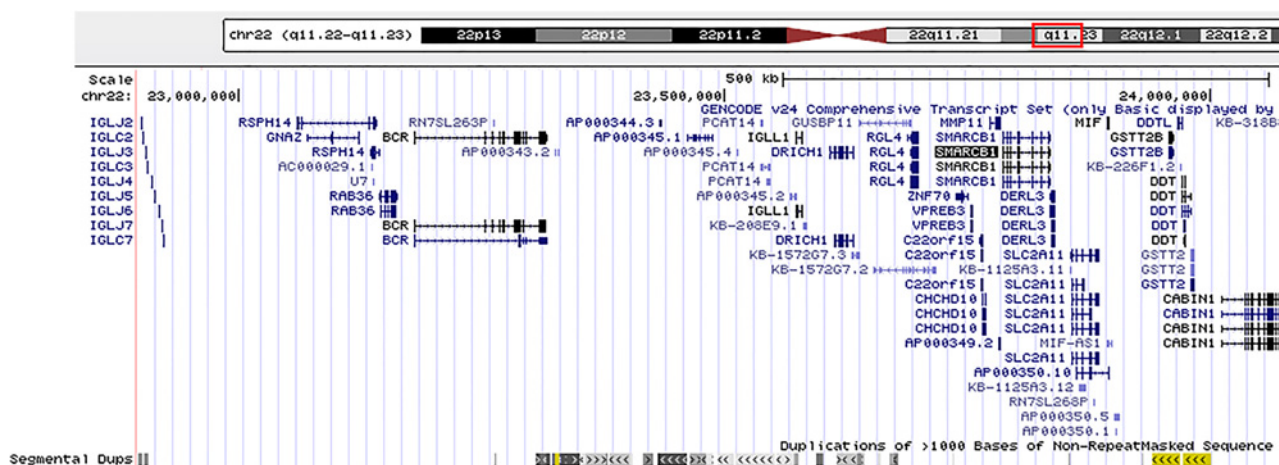 chr22 (q11.22-q11.23) 22p13 22p12 22p11.2 22q11.21 q11.23 22q12.1 22q12.2
Scale 500 kb
chr22: 23,000,000 23,500,000 24,000,000
GENCODE v24 Comprehensive Transcript Set (only Basic displayed by
IGLJ2 RSPH14 RN7SL263P AP000344.3 PCAT14 GUSBP11 MMP11 MIF DDTL KB-318B
IGLC2 GNAZ BCR AP000345.1 IGLL1 RGL4 SMARCB1 GSTT2B
IGLJ3 RSPH14 AP000343.2 AP000345.4 DRICH1 RGL4 SMARCB1 GSTT2B
IGLC3 AC000029.1 PCAT14 RGL4 SMARCB1 KB-226F1.2
IGLJ4 U7 PCAT14 RGL4 SMARCB1 DDT
IGLJ5 RAB36 AP000345.2 ZNF70 DERL3 DDT
IGLJ6 RAB36 IGLL1 VPREB3 DERL3 DDT
IGLJ7 BCR KB-208E9.1 VPREB3 DERL3 DDT
IGLC7 BCR DRICH1 C22orf15 DERL3 DDT
KB-1572G7.3 C22orf15 SLC2A11 GSTT2
KB-1572G7.2 KB-1125A3.11 GSTT2
C22orf15 SLC2A11 GSTT2
CHCHD10 SLC2A11 CABIN1
CHCHD10 SLC2A11 CABIN1
CHCHD10 SLC2A11 CABIN1
AP000349.2 MIF-AS1 CABIN1
SLC2A11
AP000350.10
KB-1125A3.12
RN7SL268P
AP000350.5
AP000350.1
Duplications of >1000 Bases of Non-RepeatMasked Sequence
Segmental Dups